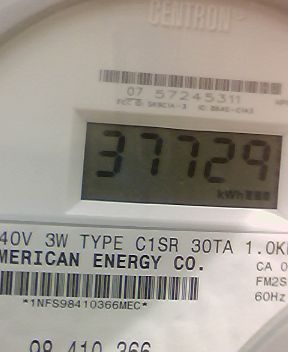 CENTRON
07 57245311
37729
kWh
40V 3W TYPE C1SR 30TA 1.0K
MERICAN ENERGY CO.
CA 0
FM2S
60Hz
*1NFS98410366MEC*
98 410 366